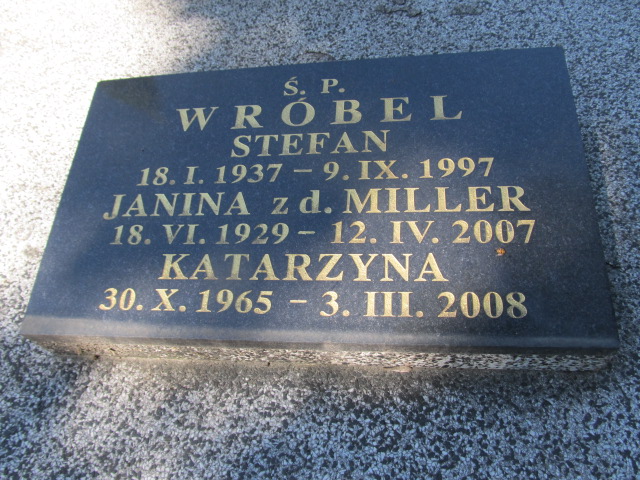 Ś. P.
WRÓBEL
STEFAN
18. I. 1937 – 9. IX. 1997
JANINA z d. MILLER
18. VI. 1929 – 12. IV. 2007
KATARZYNA
30. X. 1965 – 3. III. 2008